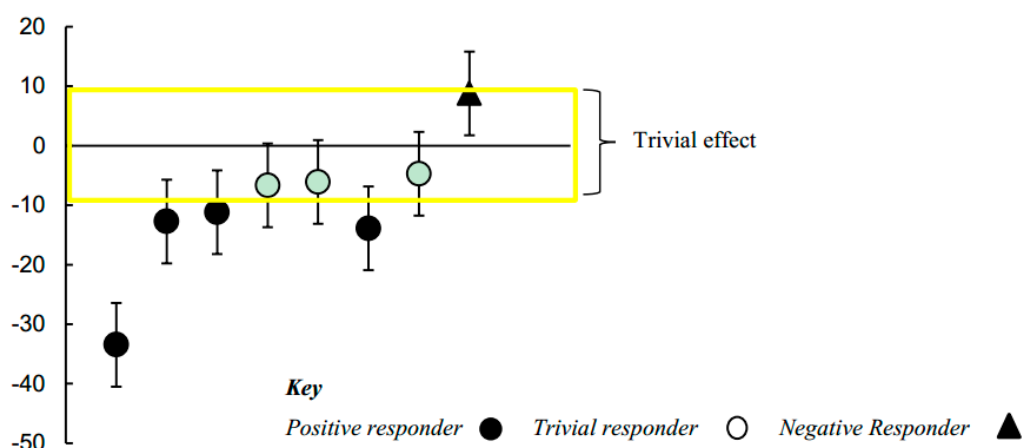 20
10
0
-10
-20
-30
-40
-50
Trivial effect
Key
Positive responder Trivial responder Negative Responder